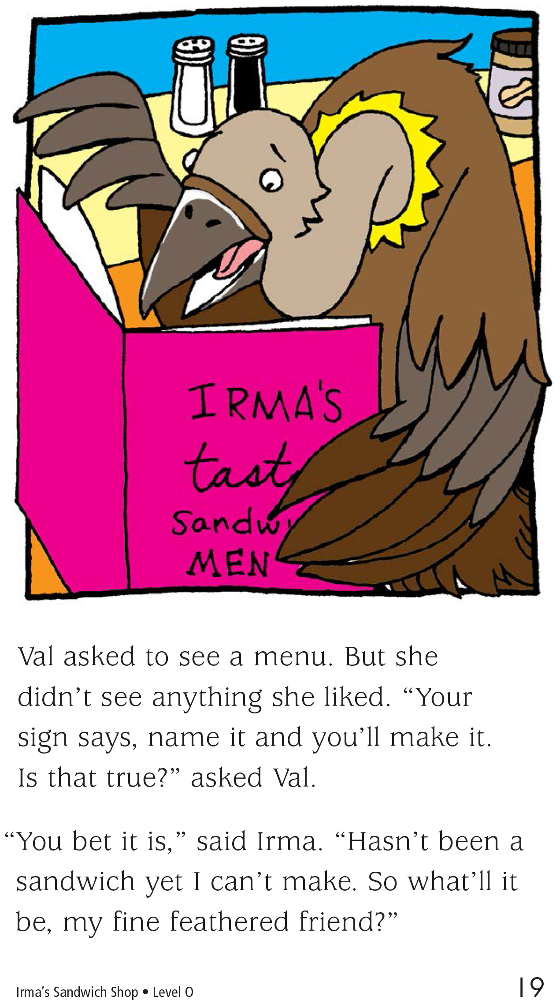 IRMA'S
tast
sandw
MEN
Val asked to see a menu. But she
didn’t see anything she liked. “Your
sign says, name it and you’ll make it.
Is that true?” asked Val.
“You bet it is,” said Irma. “Hasn’t been a
sandwich yet I can’t make. So what’ll it
be, my fine feathered friend?”
Irma’s Sandwich Shop • Level O
19